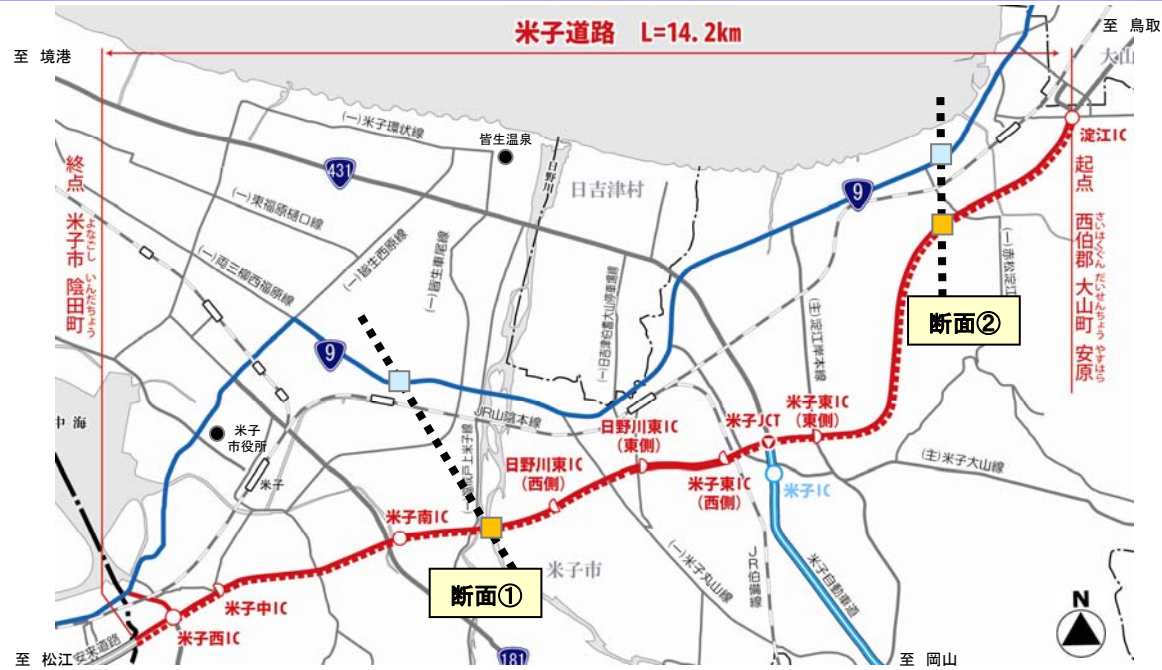 米子道路 L=14.2km
至 鳥取
至 境港
大山
淀江IC
(一)米子環状線
皆生温泉
日野川
日吉津村
431
9
起点 西伯郡 大山町 安原
さいはくぐん だいせんちょう やすはら
終点 米子市 陰田町
よなごし いんだちょう
(一)東福原樋口線
(一)皆生西原線
(一)皆生車尾線
(一)両三柳西福原線
(一)日吉津伯耆大山停車場線
(主)淀江岸本線
(一)赤松淀江
断面②
9
中海
米子市役所
米子
JR山陰本線
日野川東IC(東側)
米子JCT
米子東IC(東側)
日野川東IC(西側)
米子東IC(西側)
米子IC
(主)米子大山線
米子南IC
断面①
米子市
(一)米子丸山線
JR伯備線
米子自動車道
米子中IC
米子西IC
安来道路
至 松江
181
至 岡山
N